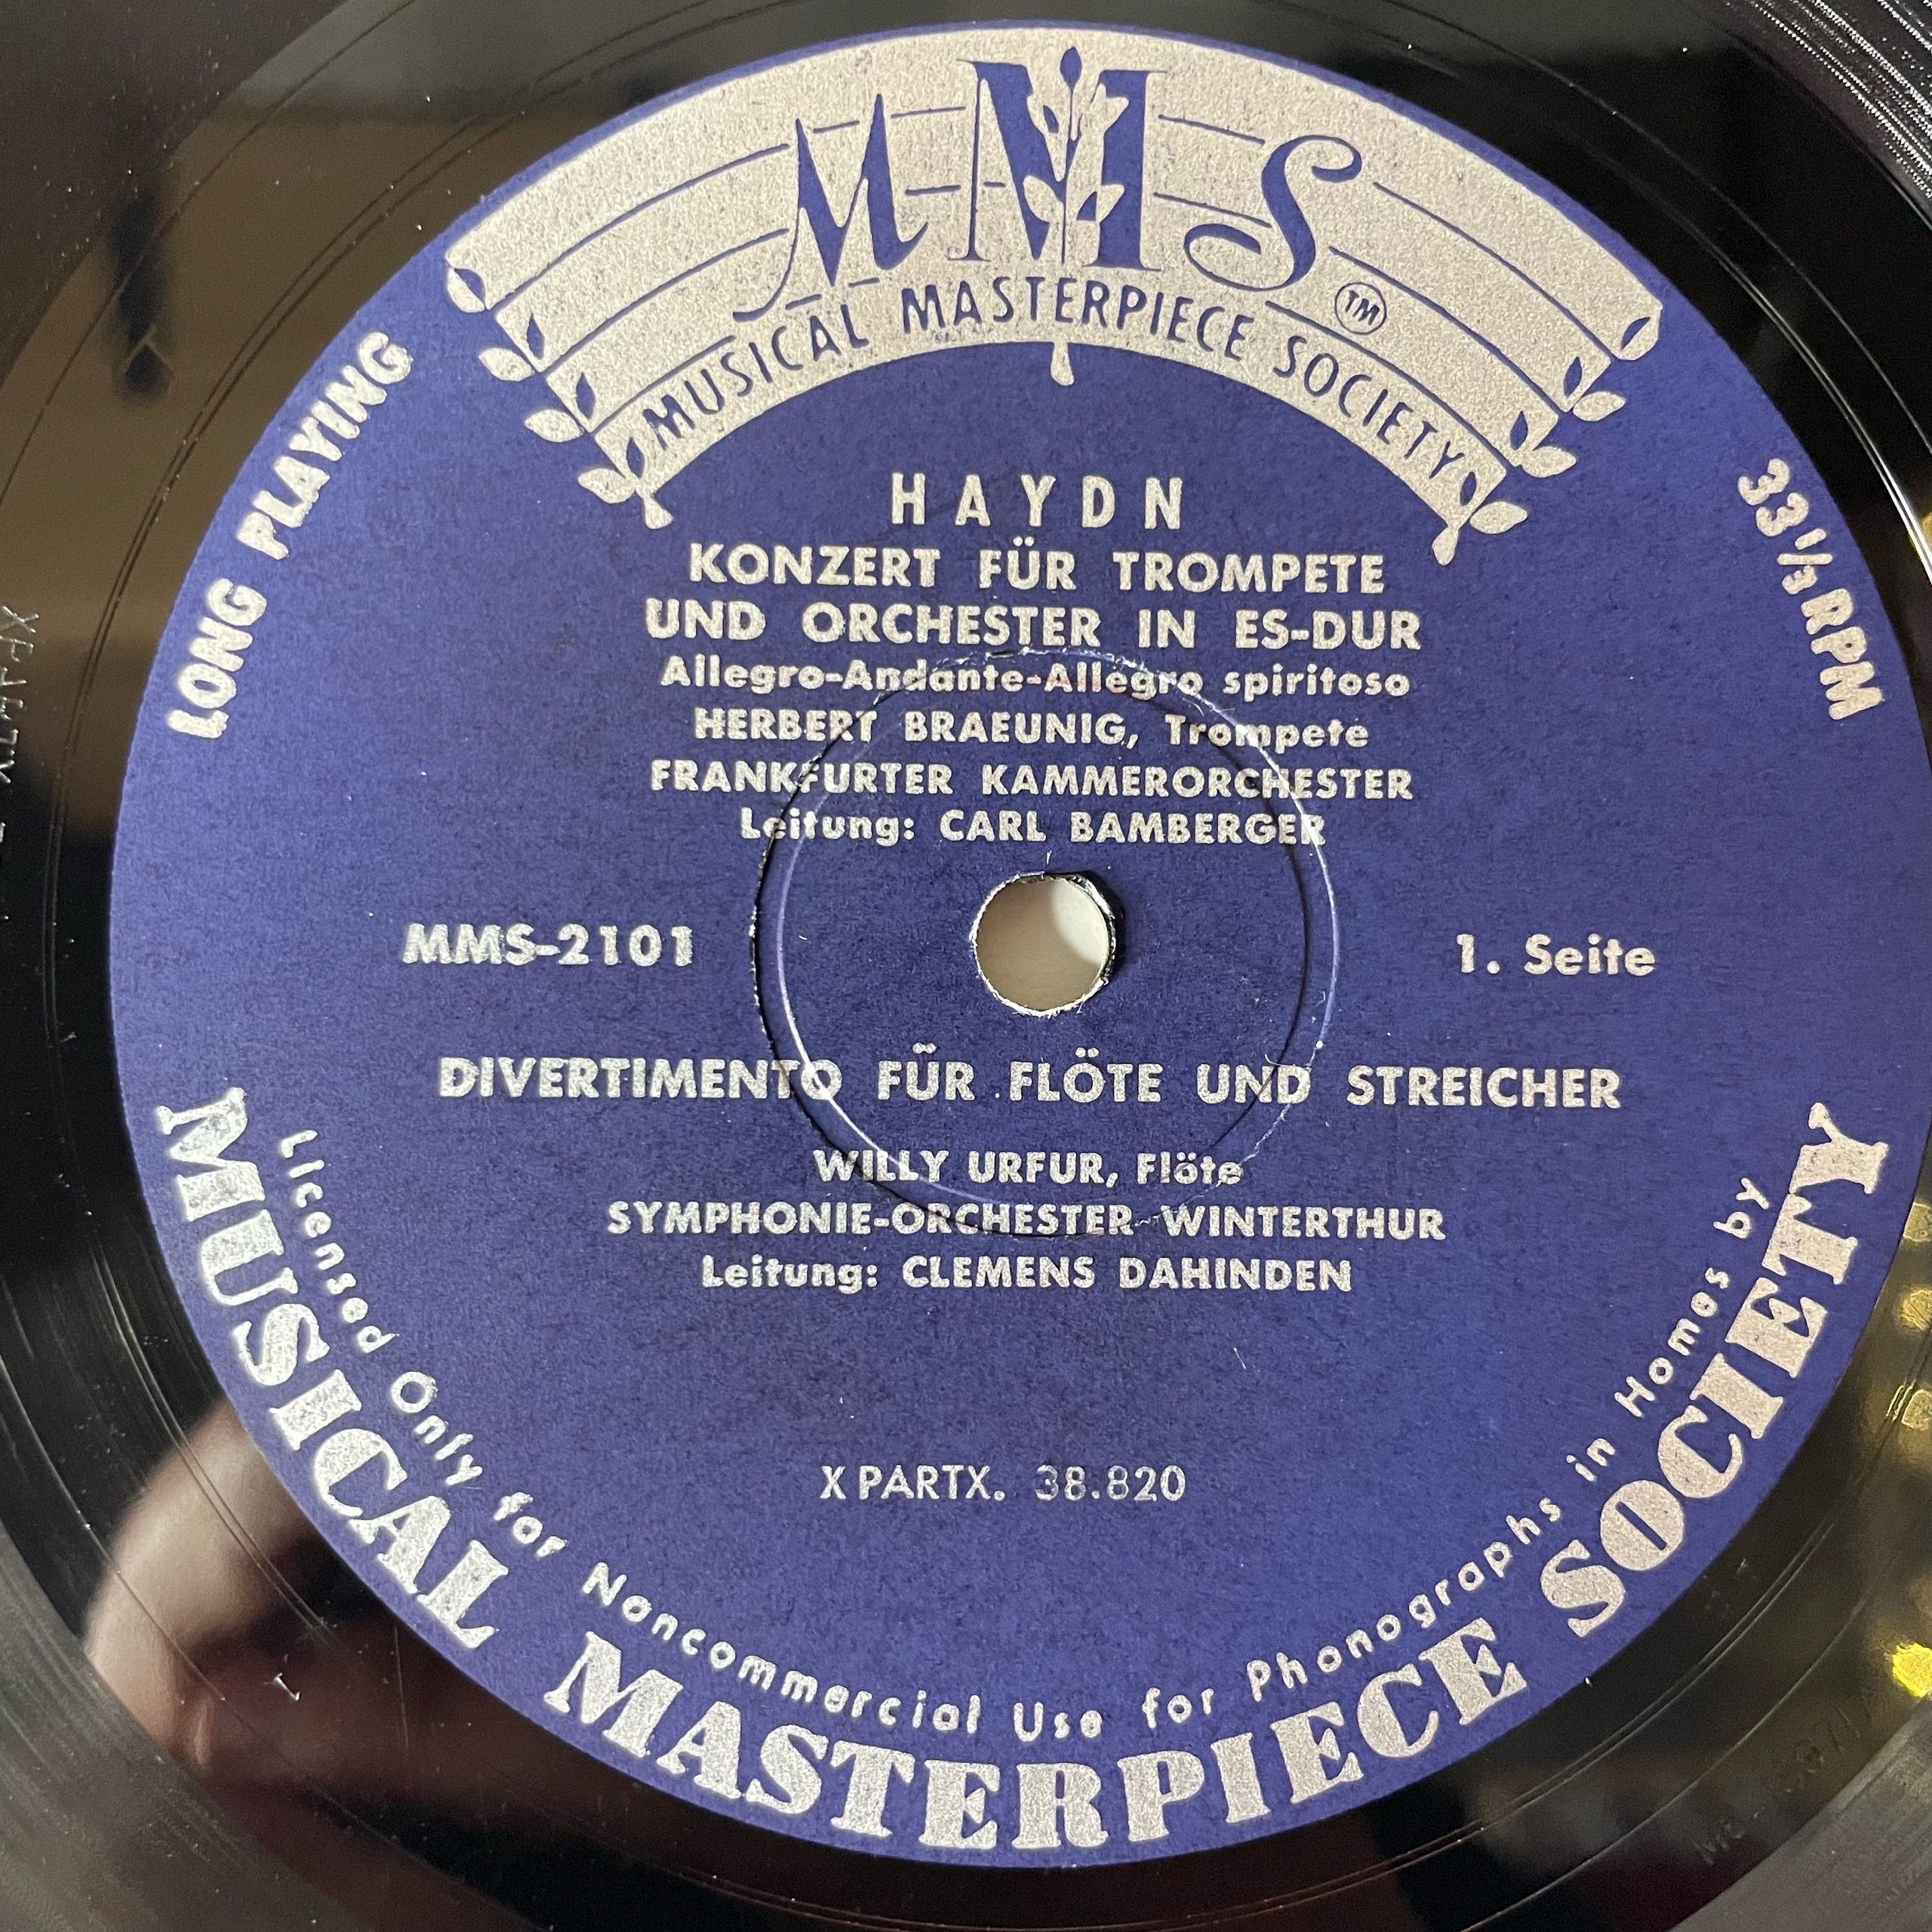 MMS
TM
MUSICAL MASTERPIECE SOCIETY
LONG PLAYING
33 1/3 RPM
HAYDN
KONZERT FÜR TROMPETE
UND ORCHESTER IN ES-DUR
Allegro-Andante-Allegro spiritoso
HERBERT BRAEUNIG, Trompete
FRANKFURTER KAMMERORCHESTER
Leitung: CARL BAMBERGER
MMS-2101
1. Seite
DIVERTIMENTO FÜR FLÖTE UND STREICHER
WILLY URFUR, Flöte
SYMPHONIE-ORCHESTER WINTERTHUR
Leitung: CLEMENS DAHINDEN
X PARTX. 38.820
Licensed Only for Noncommercial Use for Phonographs in Homes by
MUSICAL MASTERPIECE SOCIETY